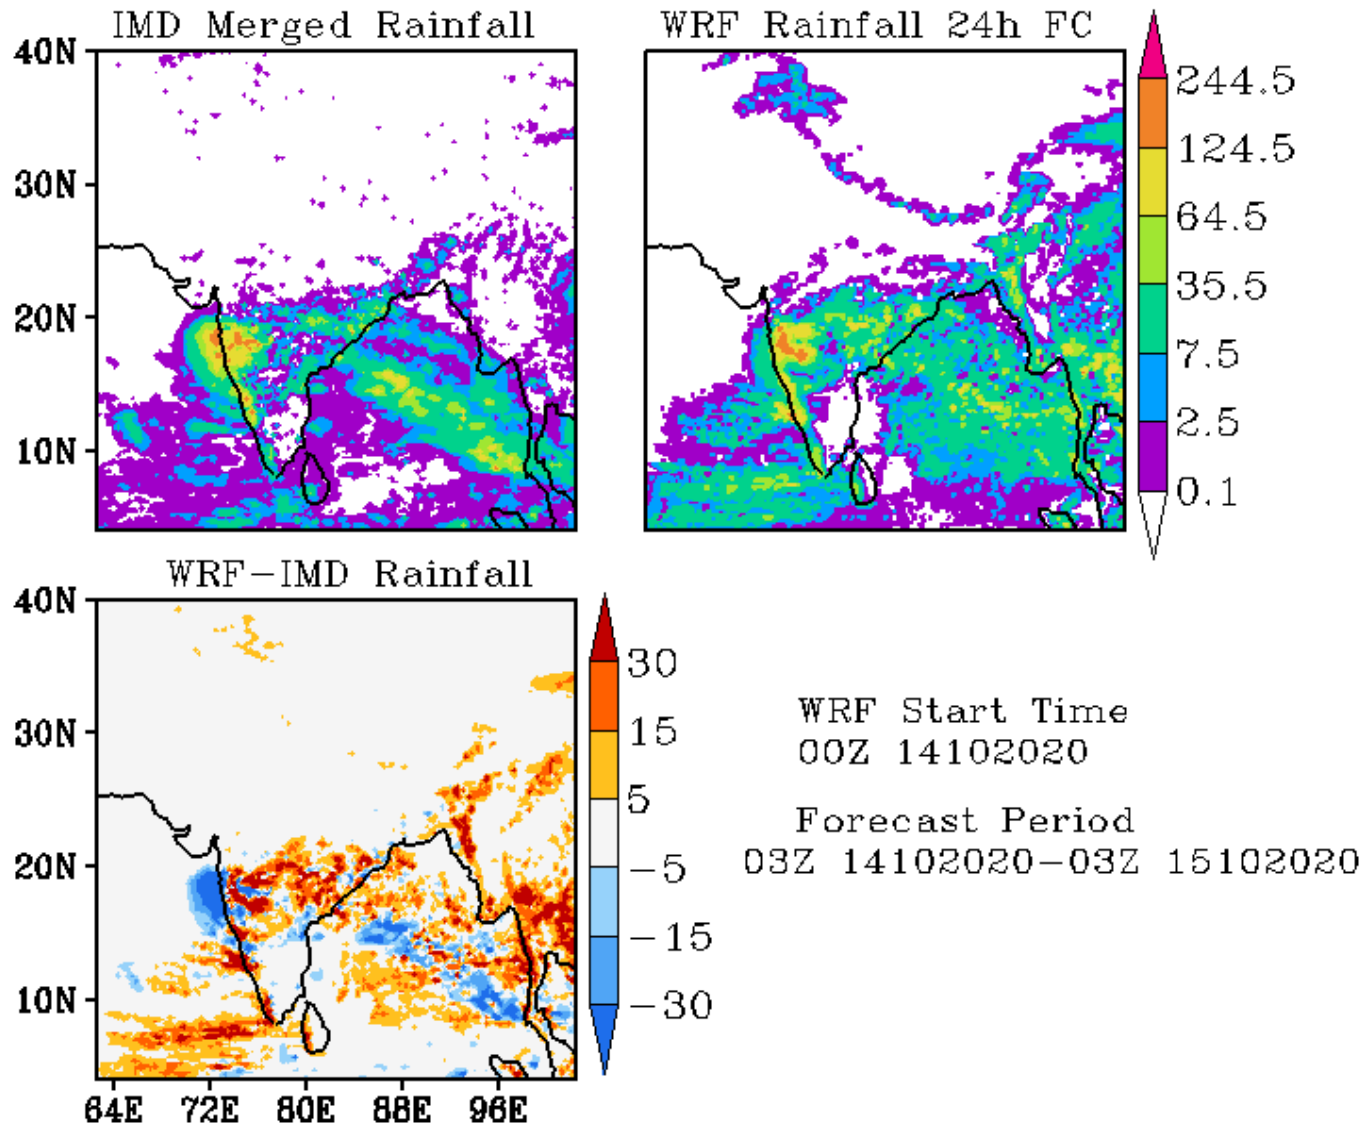 IMD Merged Rainfall
WRF Rainfall 24h FC
40N
30N
20N
10N
244.5
124.5
64.5
35.5
7.5
2.5
0.1
WRF-IMD Rainfall
40N
30N
20N
10N
64E 72E 80E 88E 96E
30
15
5
-5
-15
-30
WRF Start Time
00Z 14102020
Forecast Period
03Z 14102020-03Z 15102020